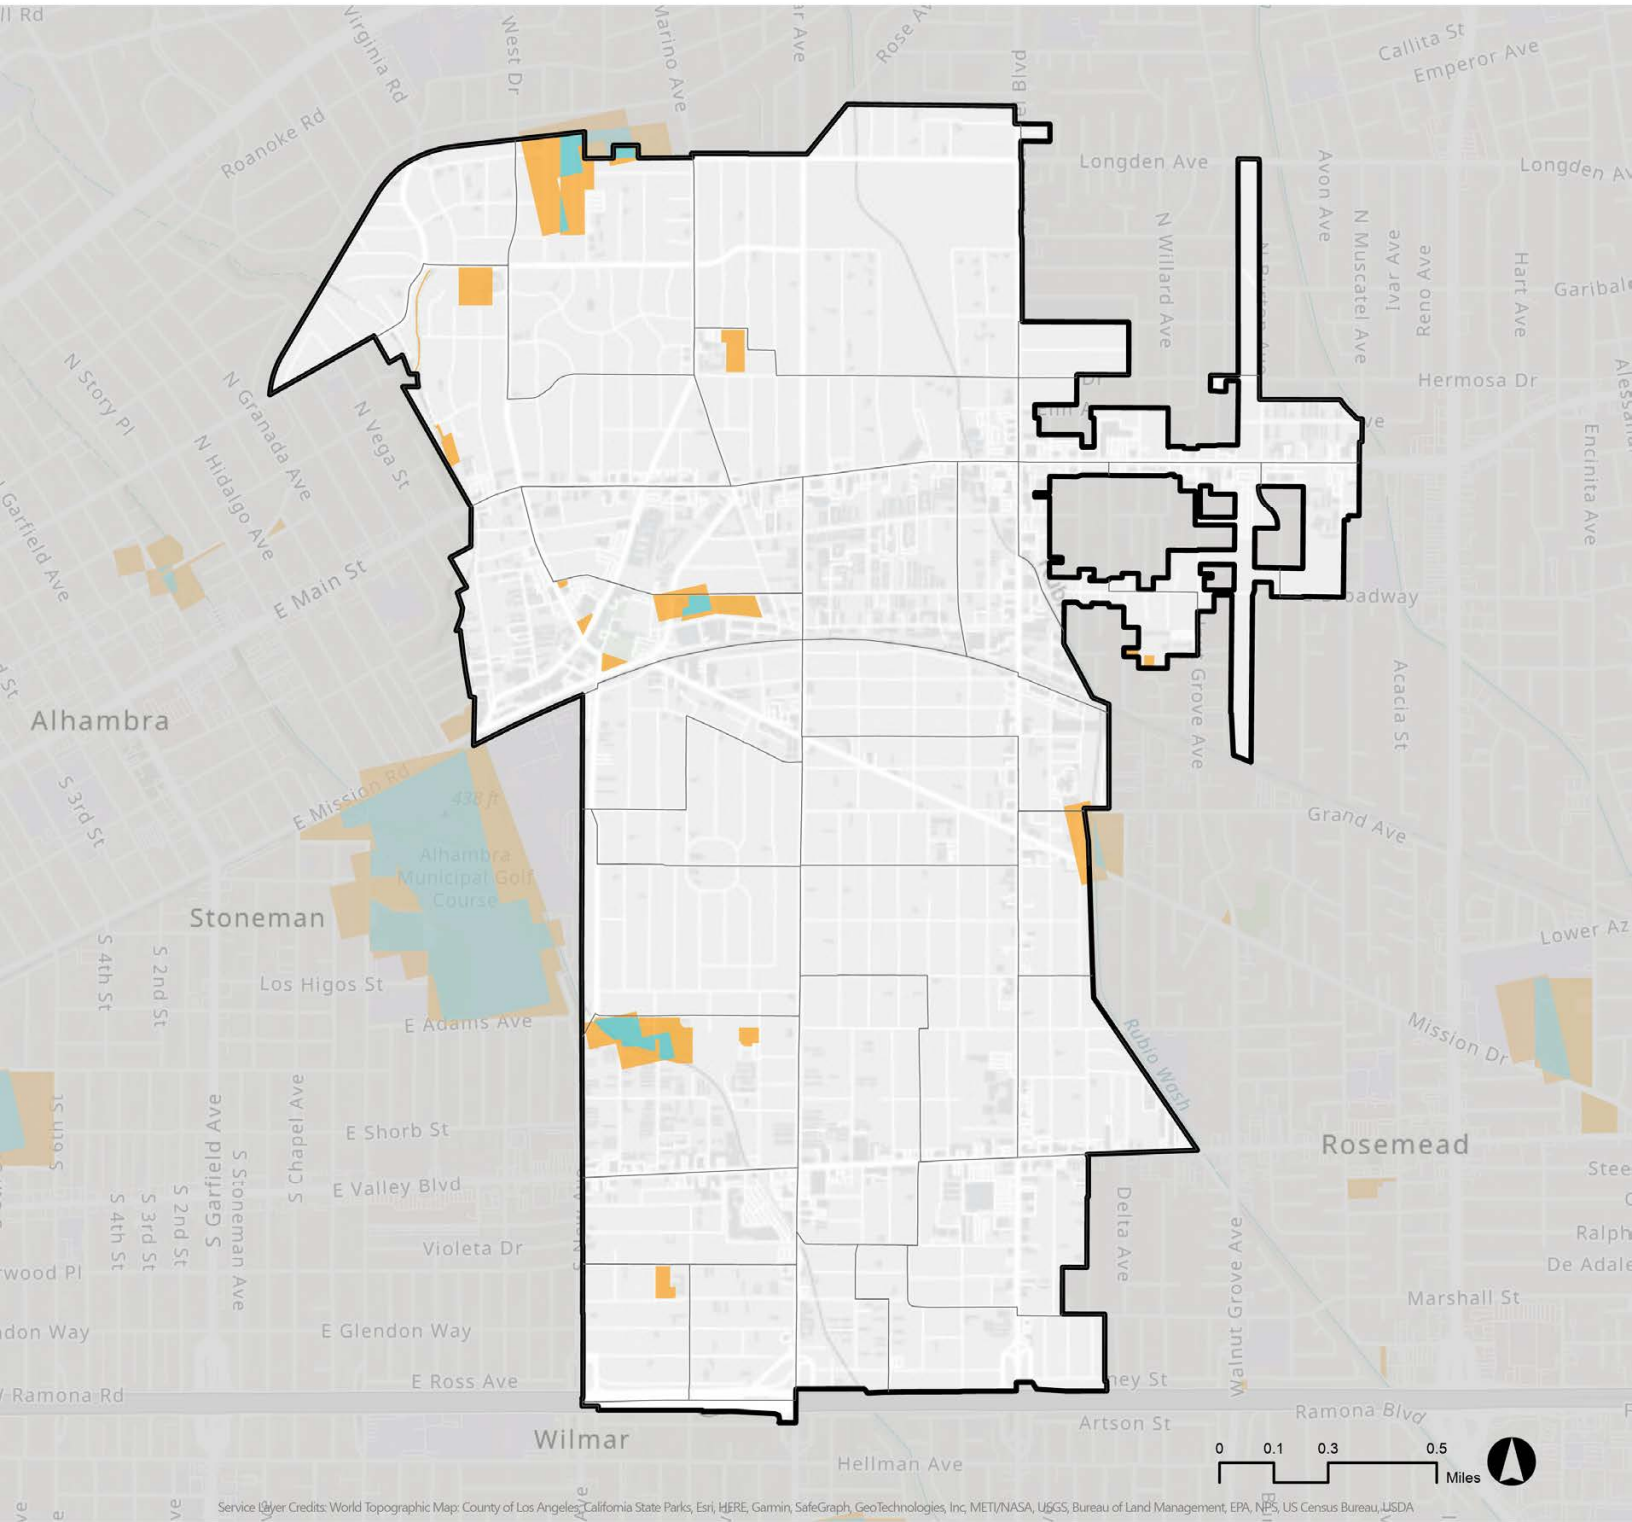 Virginia Rd
West Dr
Marino Ave
Rose
Callita St
Emperor Ave
Roanoke Rd
Longden Ave
Avon Ave
Longden
N Willard Ave
N Muscatel Ave
Iver Ave
Reno Ave
Hart Ave
Hermosa Dr
N Story Pl
N Granada Ave
N Vega St
N Hidalgo Ave
Garfield Ave
Encinita Ave
E Main St
Alhambra
Grove Ave
Acacia St
E Mission Rd
438 ft
S 3rd St
Grand Ave
Alhambra
Municipal Golf
Course
Stoneman
Lower Az
S 4th St
S 2nd St
Los Higos St
E Adams Ave
Rubio Wash
Mission Dr
S 6th St
S Garfield Ave
S Chapel Ave
E Shorb St
Rosemead
S Stoneman Ave
E Valley Blvd
S 4th St
S 3rd St
S 2nd St
Violeta Dr
Delta Ave
Walnut Grove Ave
Marshall St
E Glendon Way
E Ross Ave
Ramona Rd
Artson St
Ramona Blvd
Wilmar
Hellman Ave
0 0.1 0.3 0.5
Miles
Service Layer Credits: World Topographic Map: County of Los Angeles, California State Parks, Esri, HERE, Garmin, SafeGraph, GeoTechnologies, Inc, METI/NASA, USGS, Bureau of Land Management, EPA, NPS, US Census Bureau, USDA